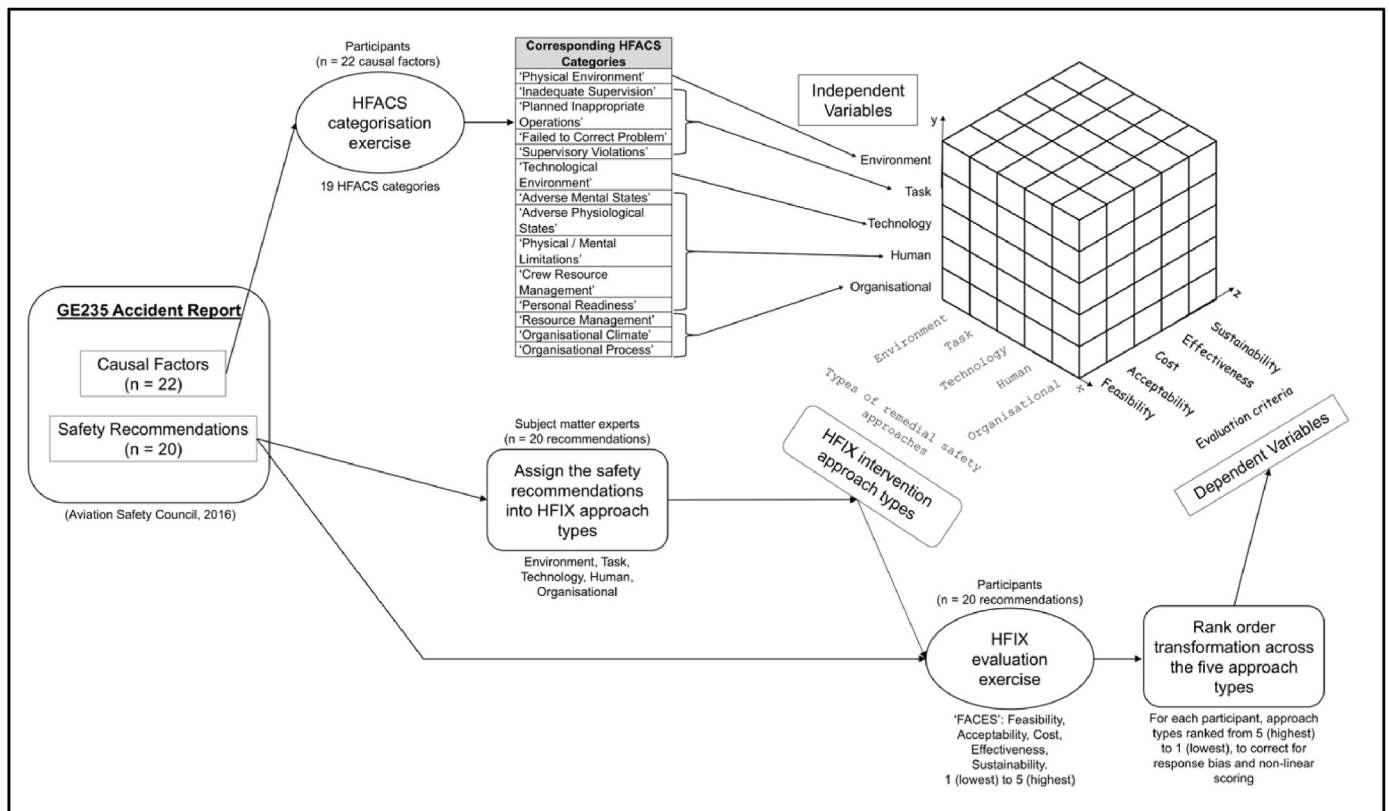 Participants
(n = 22 causal factors)
HFACS
categorisation
exercise
19 HFACS categories
Corresponding HFACS
Categories
‘Physical Environment’
‘Inadequate Supervision’
‘Planned Inappropriate
Operations’
‘Failed to Correct Problem’
‘Supervisory Violations’
‘Technological
Environment’
‘Adverse Mental States’
‘Adverse Physiological
States’
‘Physical / Mental
Limitations’
‘Crew Resource
Management’
‘Personal Readiness’
‘Resource Management’
‘Organisational Climate’
‘Organisational Process’
Independent
Variables
y
Environment
Task
Technology
Human
Organisational
z
x
GE235 Accident Report
Causal Factors
(n = 22)
Safety Recommendations
(n = 20)
(Aviation Safety Council, 2016)
Subject matter experts
(n = 20 recommendations)
Assign the safety
recommendations
into HFIX approach
types
Environment, Task,
Technology, Human,
Organisational
Environment
Task
Technology
Human
Organisational
Types of remedial safety
approaches
HFIX intervention
approach types
Sustainability
Effectiveness
Cost
Acceptability
Feasibility
Evaluation criteria
Dependent Variables
Participants
(n = 20 recommendations)
HFIX
evaluation
exercise
‘FACES’: Feasibility,
Acceptability, Cost,
Effectiveness,
Sustainability.
1 (lowest) to 5 (highest)
Rank order
transformation across
the five approach
types
For each participant, approach
types ranked from 5 (highest)
to 1 (lowest), to correct for
response bias and non-linear
scoring